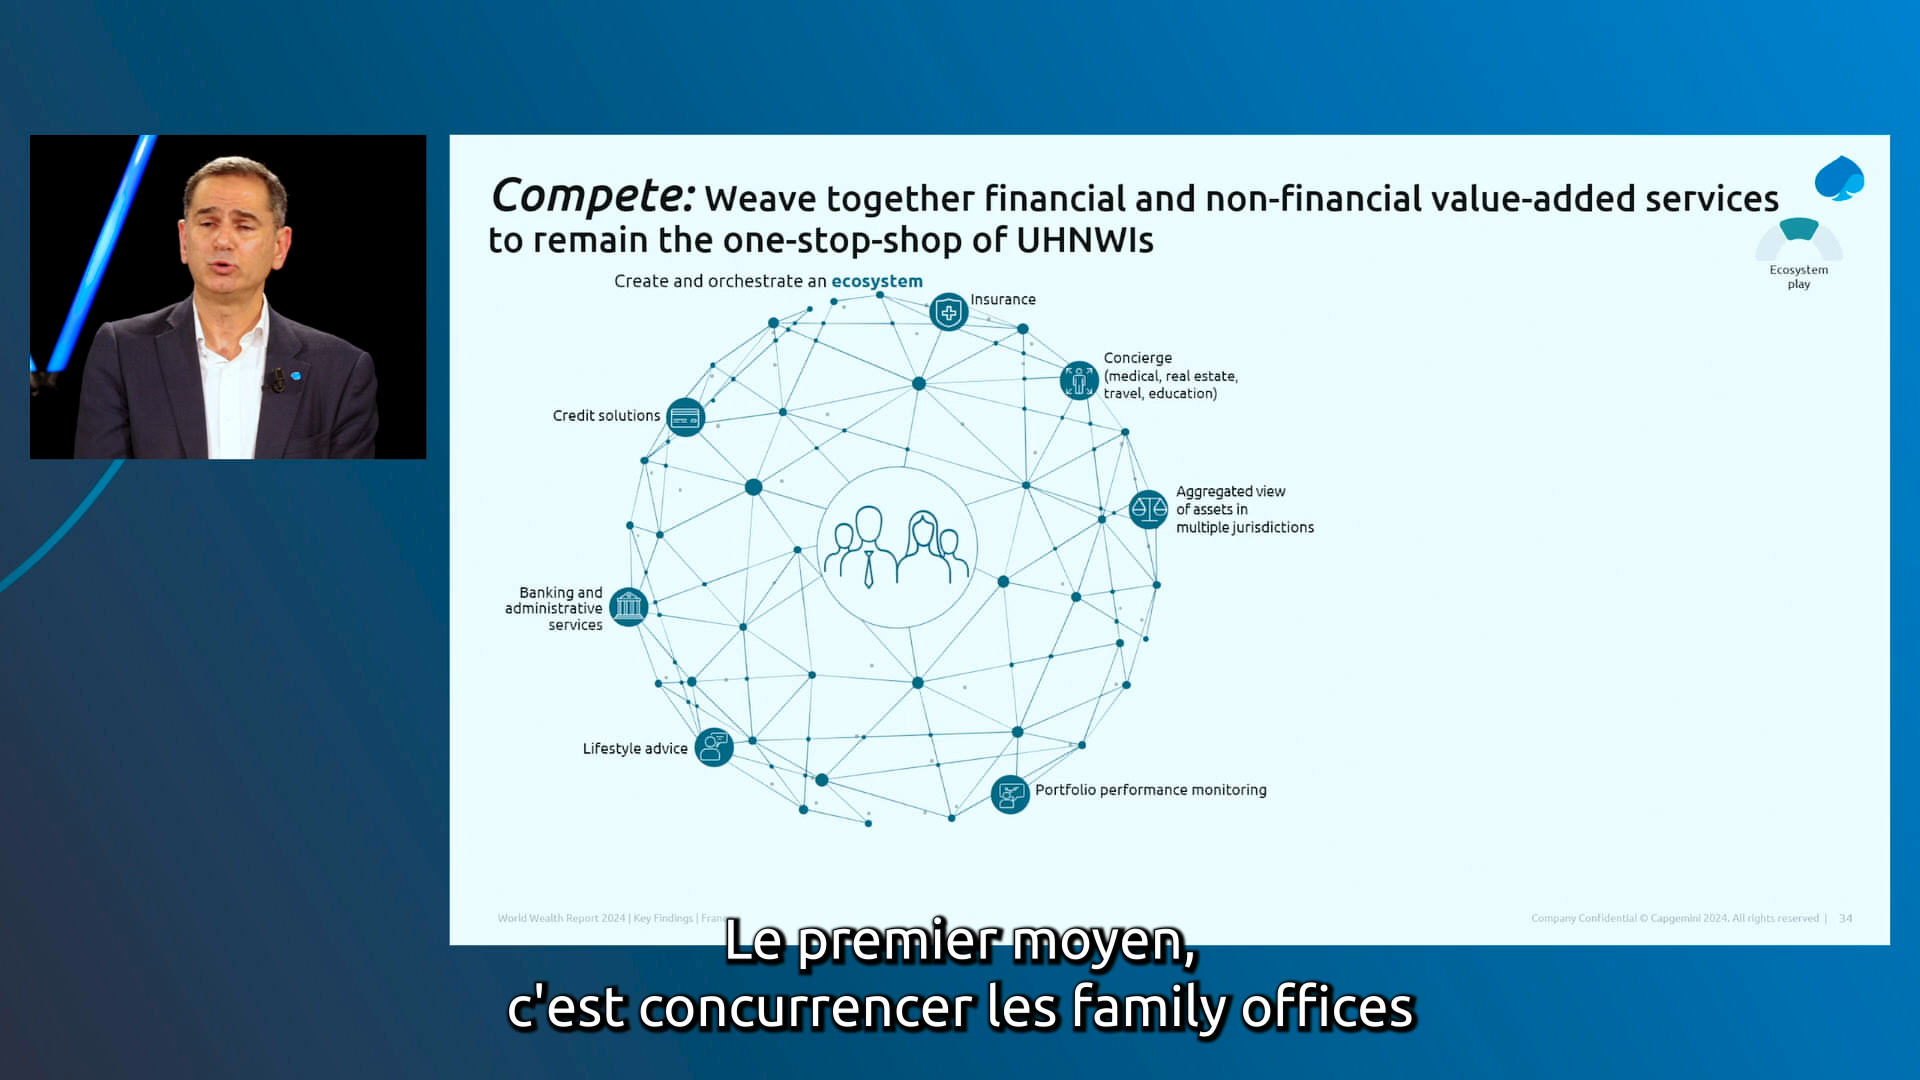 Compete: Weave together financial and non-financial value-added services
to remain the one-stop-shop of UHNWIs
Ecosystem
play
Create and orchestrate an ecosystem
Insurance
Concierge
(medical, real estate,
travel, education)
Credit solutions
Aggregated view
of assets in
multiple jurisdictions
Banking and
administrative
services
Lifestyle advice
Portfolio performance monitoring
World Wealth Report 2024 | Key Findings |
Company Confidential © Capgemini 2024. All rights reserved | 34
Le premier moyen,
c'est concurrencer les family offices